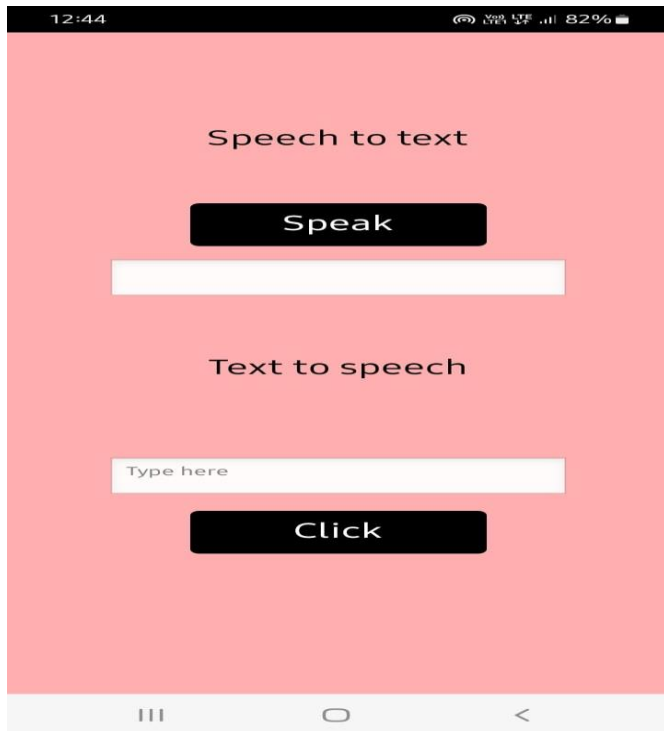 12:44 82%
Speech to text
Speak
Text to speech
Type here
Click